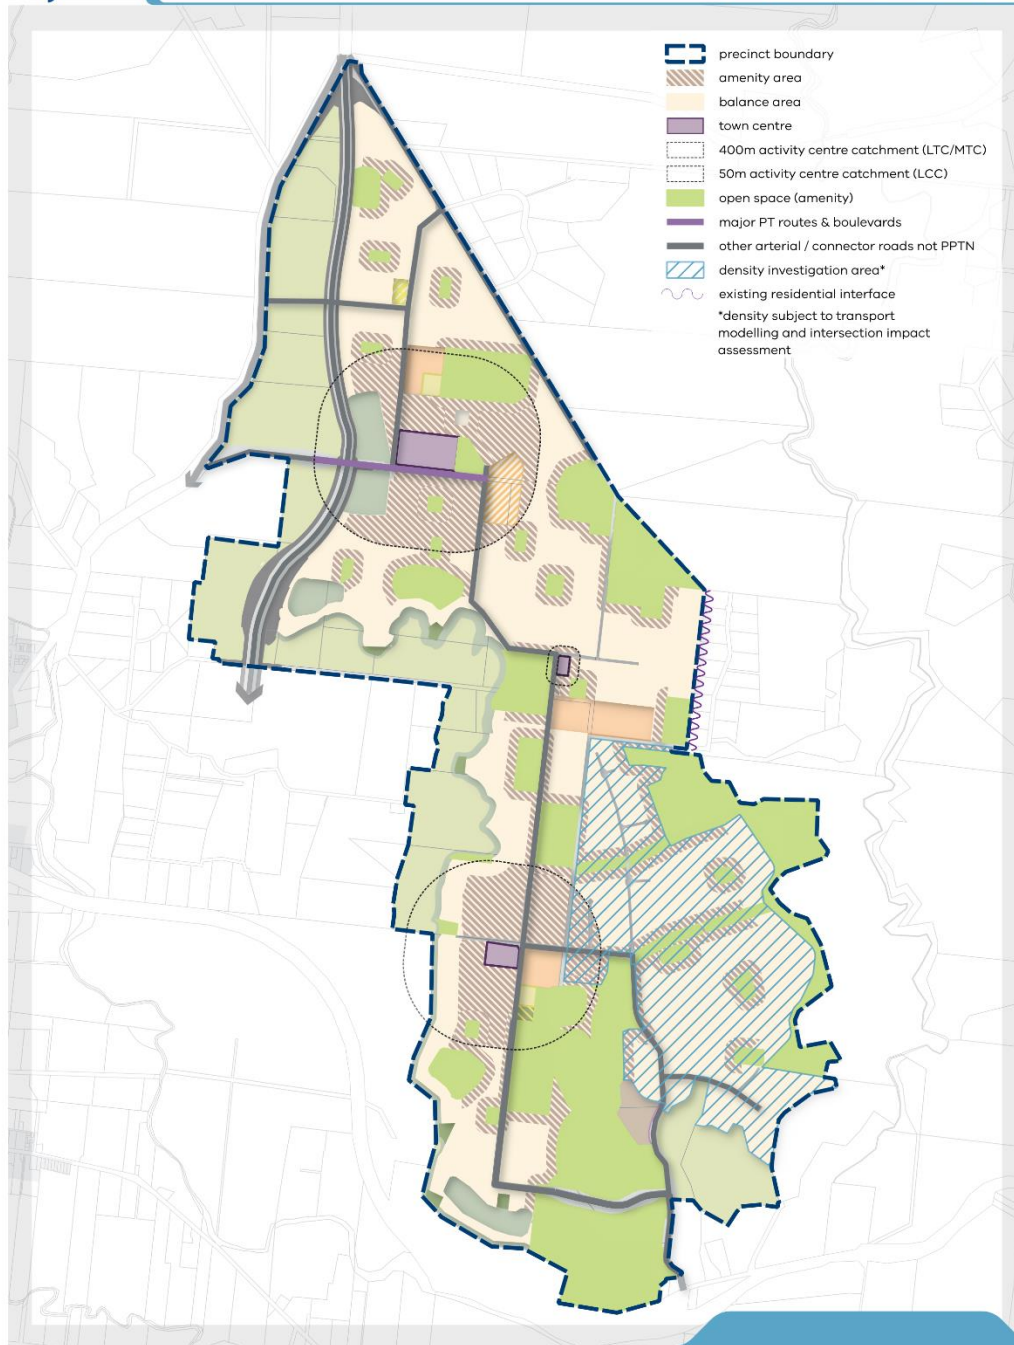 precinct boundary
amenity area
balance area
town centre
400m activity centre catchment (LTC/MTC)
50m activity centre catchment (LCC)
open space (amenity)
major PT routes & boulevards
other arterial / connector roads not PPTN
density investigation area*
existing residential interface
*density subject to transport
modelling and intersection impact
assessment